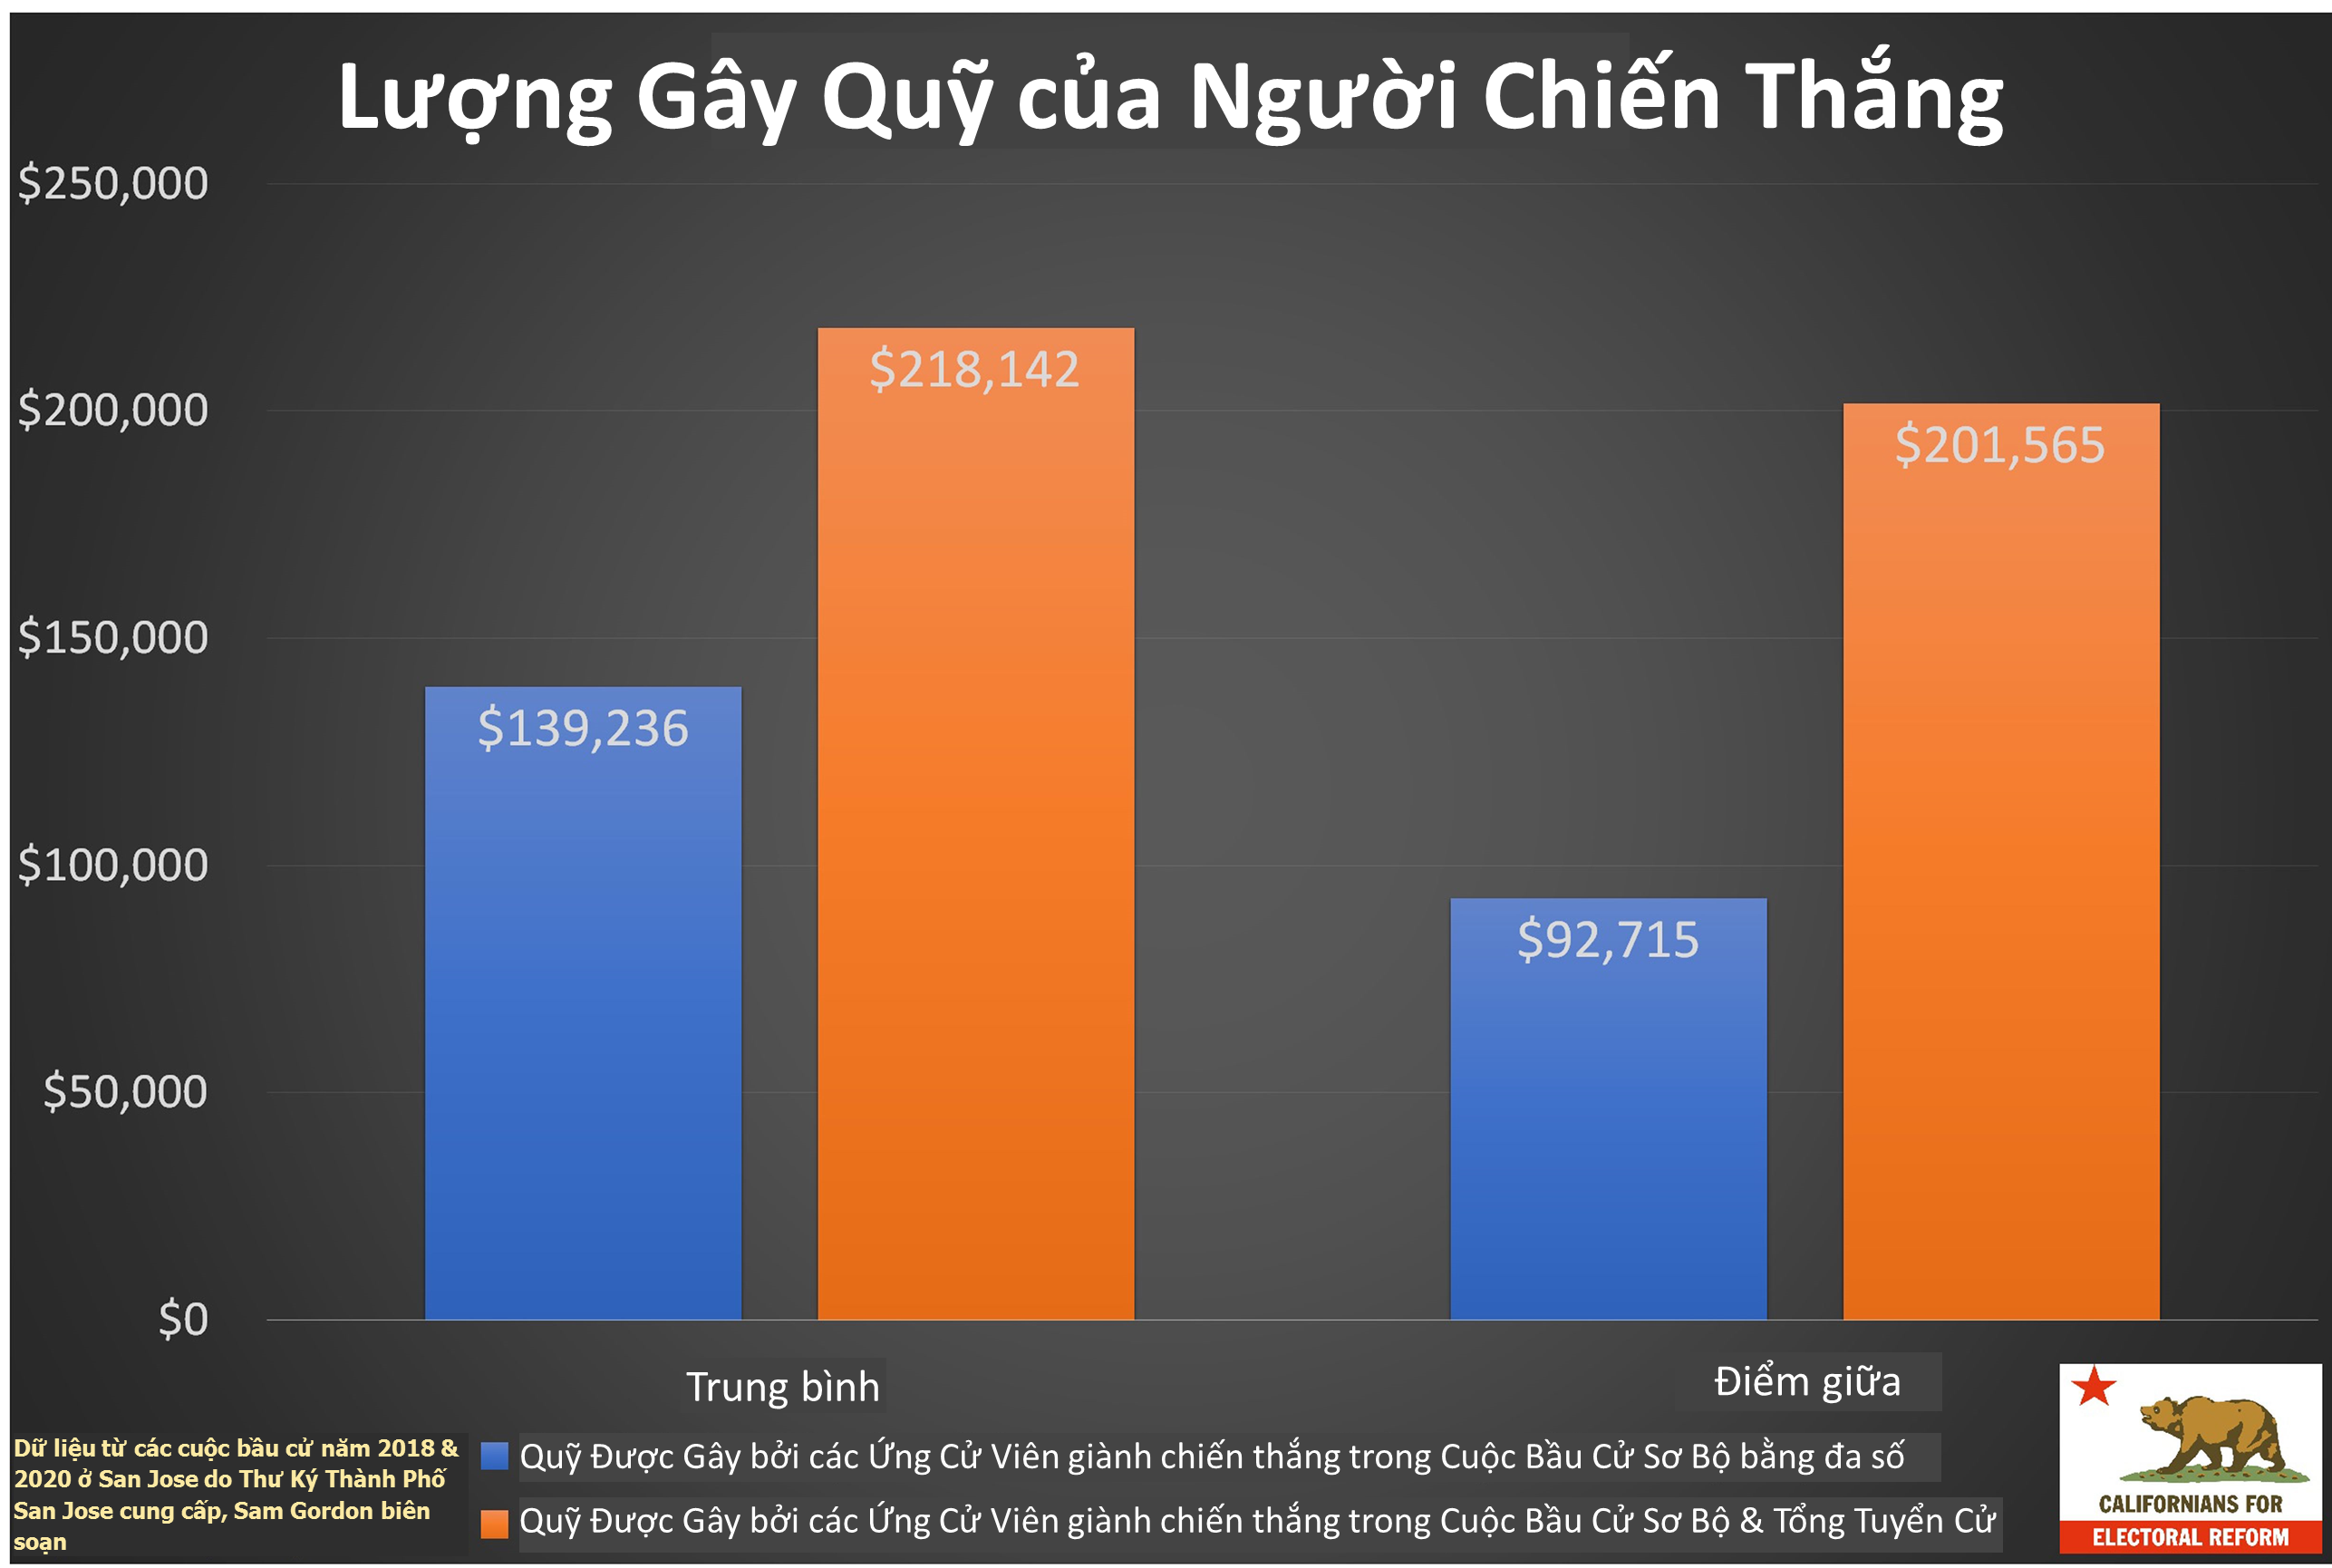 Lượng Gây Quỹ của Người Chiến Thắng
$250,000
$200,000
$150,000
$100,000
$50,000
$0
$139,236
$218,142
$92,715
$201,565
Trung bình
Điểm giữa
Quỹ Được Gây bởi các Ứng Cử Viên giành chiến thắng trong Cuộc Bầu Cử Sơ Bộ bằng đa số
Quỹ Được Gây bởi các Ứng Cử Viên giành chiến thắng trong Cuộc Bầu Cử Sơ Bộ & Tổng Tuyển Cử
Dữ liệu từ các cuộc bầu cử năm 2018 &
2020 ở San Jose do Thư Ký Thành Phố
San Jose cung cấp, Sam Gordon biên
soạn
CALIFORNIANS FOR
ELECTORAL REFORM